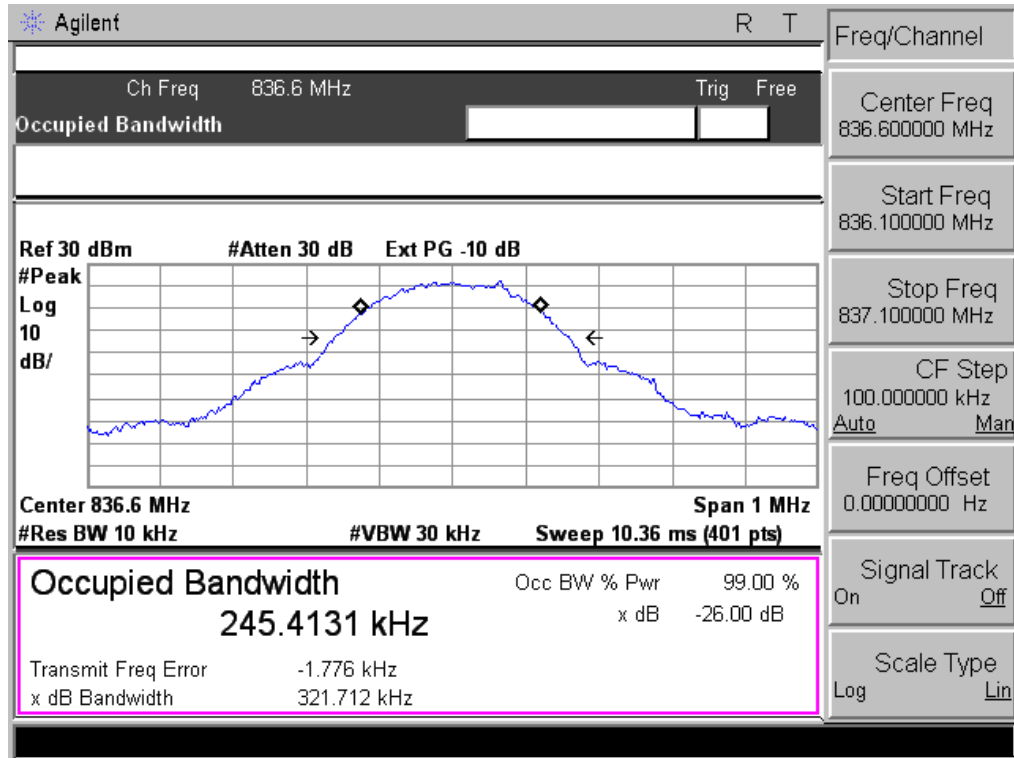 Agilent R T
Ch Freq 836.6 MHz Trig Free
Occupied Bandwidth
Ref 30 dBm #Atten 30 dB Ext PG -10 dB
#Peak
Log
10
dB/
Center 836.6 MHz Span 1 MHz
#Res BW 10 kHz #VBW 30 kHz Sweep 10.36 ms (401 pts)
Occupied Bandwidth Occ BW % Pwr 99.00 %
245.4131 kHz x dB -26.00 dB
Transmit Freq Error -1.776 kHz
x dB Bandwidth 321.712 kHz
Freq/Channel
Center Freq
836.600000 MHz
Start Freq
836.100000 MHz
Stop Freq
837.100000 MHz
CF Step
100.000000 kHz
Auto Man
Freq Offset
0.00000000 Hz
Signal Track
On Off
Scale Type
Log Lin